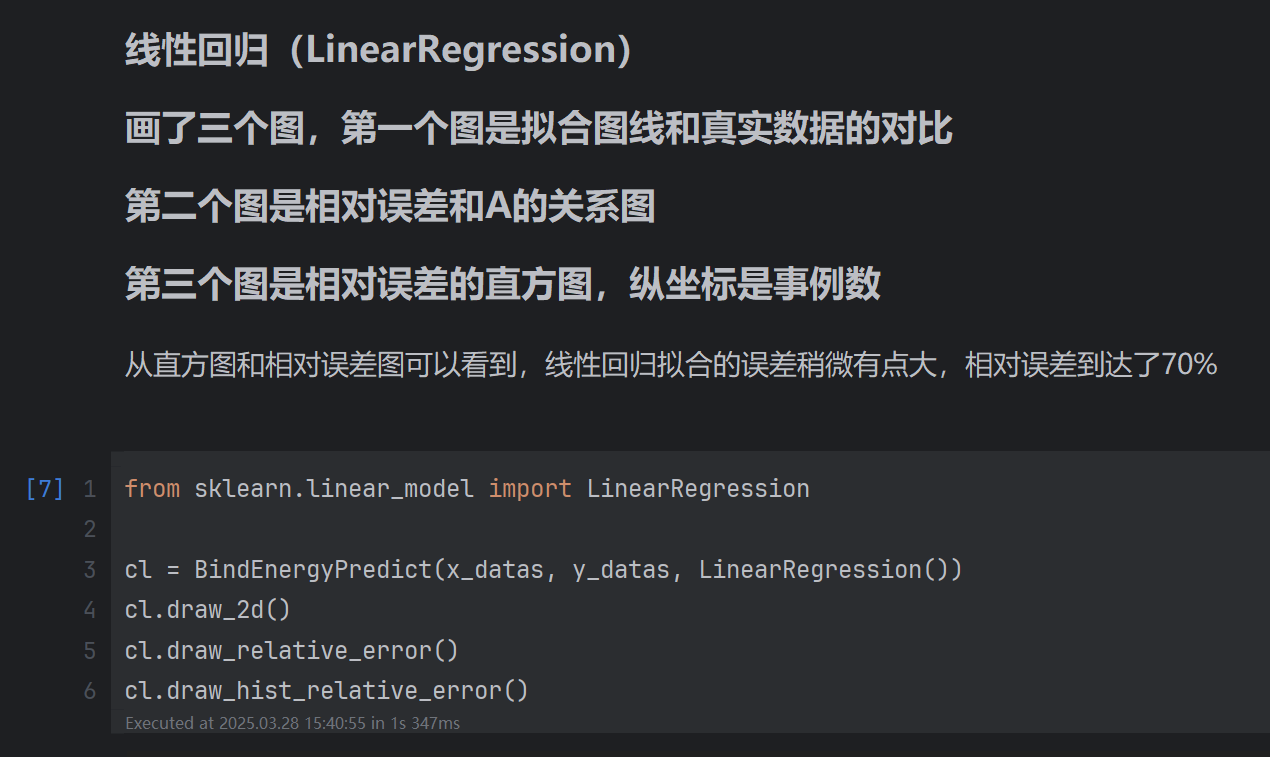 线性回归（LinearRegression）
画了三个图，第一个图是拟合图线和真实数据的对比
第二个图是相对误差和A的关系图
第三个图是相对误差的直方图，纵坐标是事例数
从直方图和相对误差图可以看到，线性回归拟合的误差稍微有点大，相对误差到达了70%
[7] 1 from sklearn.linear_model import LinearRegression
2
3 cl = BindEnergyPredict(x_datas, y_datas, LinearRegression())
4 cl.draw_2d()
5 cl.draw_relative_error()
6 cl.draw_hist_relative_error()
Executed at 2025.03.28 15:40:55 in 1s 347ms